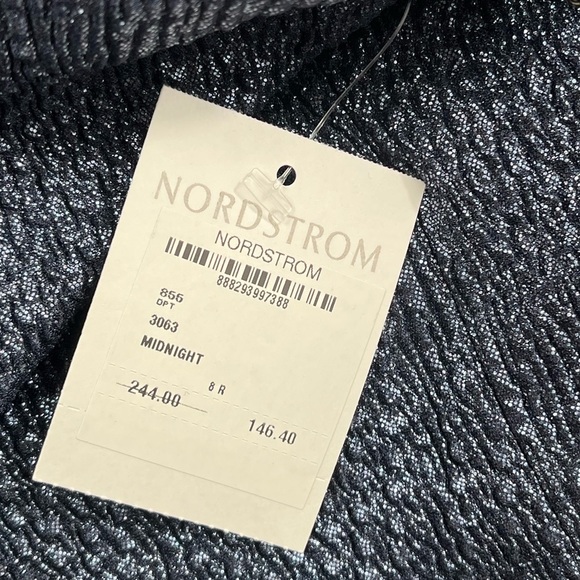 NORDSTROM
NORDSTROM
888293997388
856
DPT
3063
MIDNIGHT
8 R
244.00
146.40